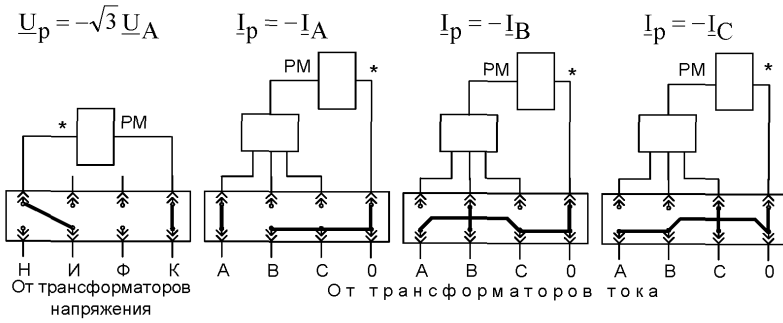 U̲р = −√3 U̲A I̲р = −I̲A I̲р = −I̲B I̲р = −I̲C
РМ * РМ * РМ *
* РМ
Н И Ф К А В С 0 А В С 0 А В С 0
От трансформаторов
напряжения
От трансформаторов тока